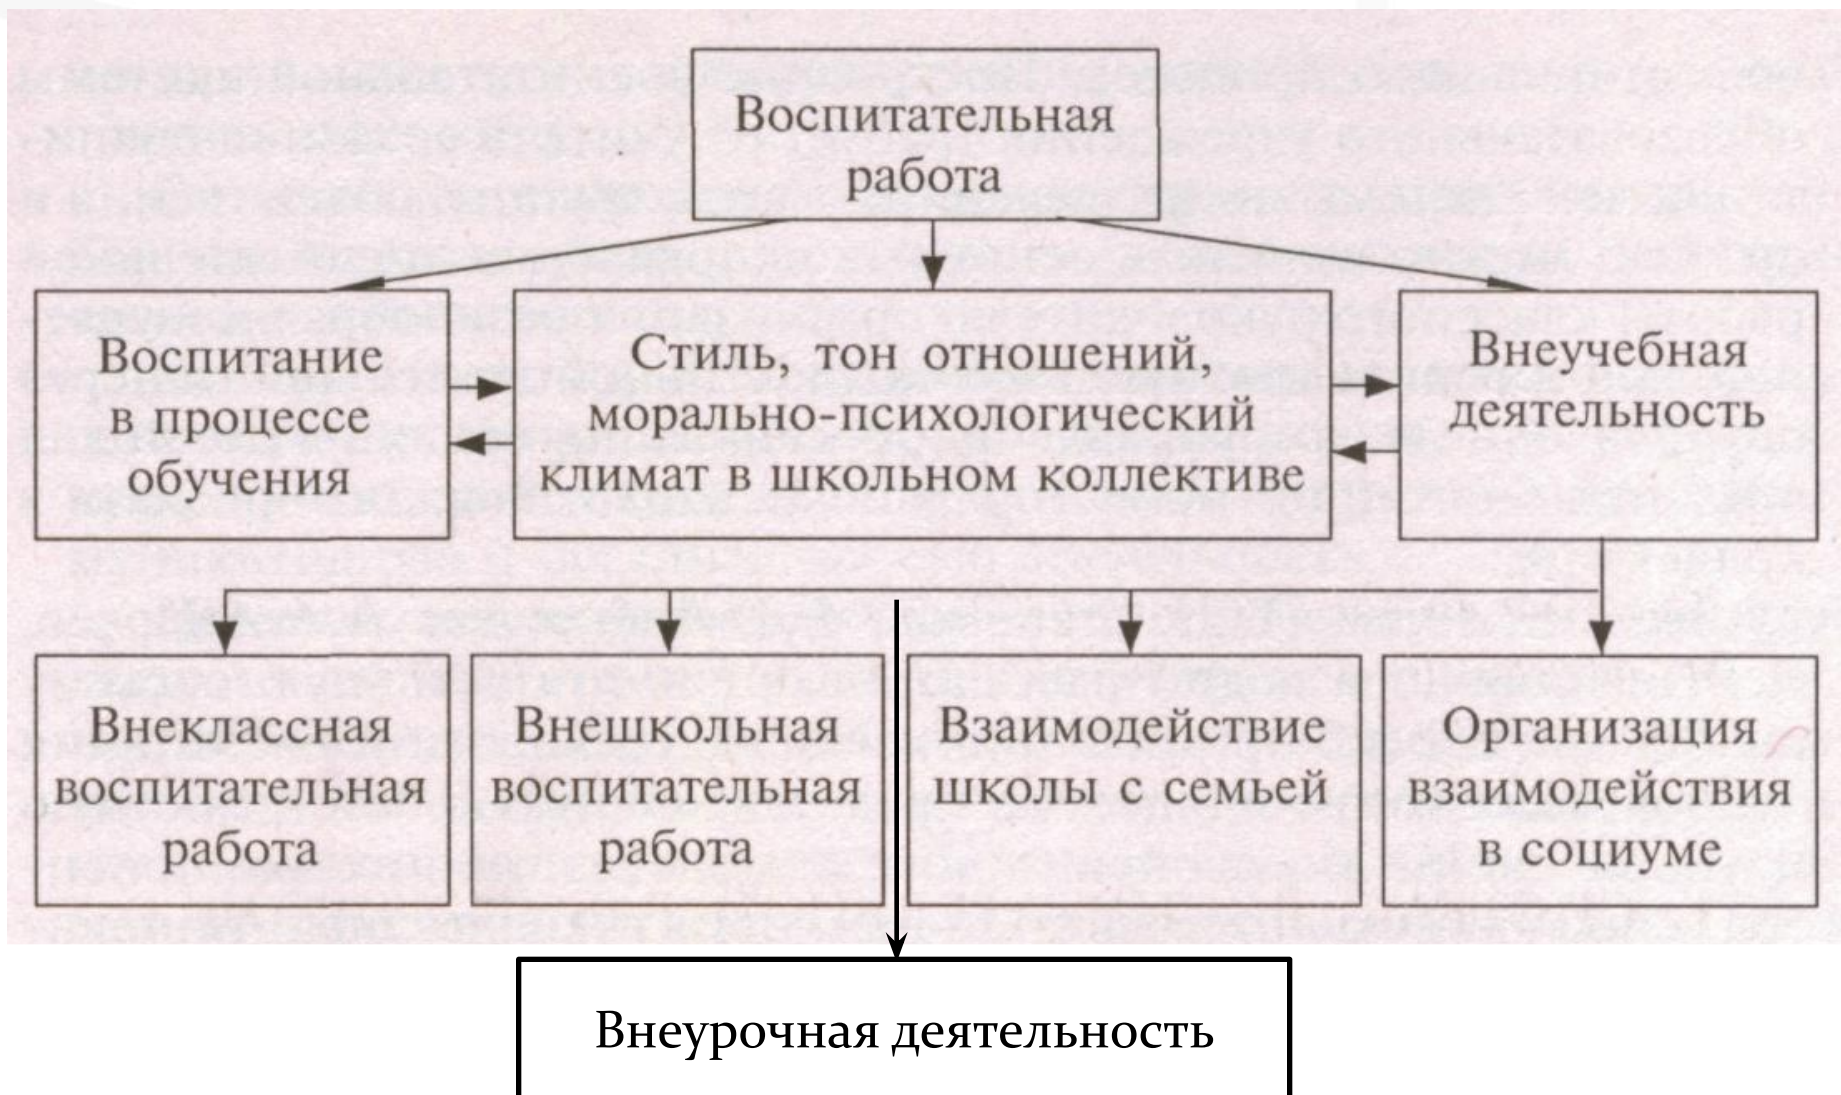 Воспитательная
работа
Воспитание
в процессе
обучения
Стиль, тон отношений,
морально-психологический
климат в школьном коллективе
Внеучебная
деятельность
Внеклассная
воспитательная
работа
Внешкольная
воспитательная
работа
Взаимодействие
школы с семьей
Организация
взаимодействия
в социуме
Внеурочная деятельность